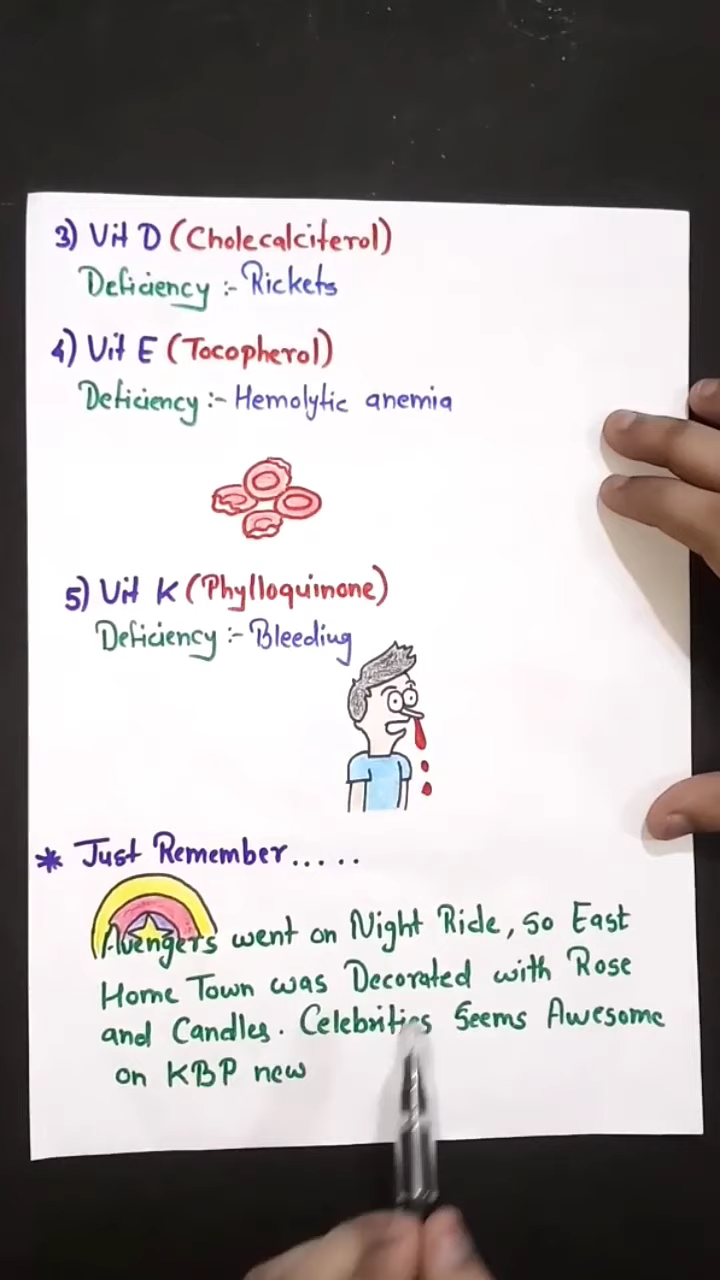 3) Vit D (Cholecalciferol)
Deficiency :- Rickets
4) Vit E (Tocopherol)
Deficiency :- Hemolytic anemia
5) Vit K (Phylloquinone)
Deficiency :- Bleeding
* Just Remember.....
Avengers went on Night Ride, so East
Home Town was Decorated with Rose
and Candles. Celebrities Seems Awesome
on KBP new